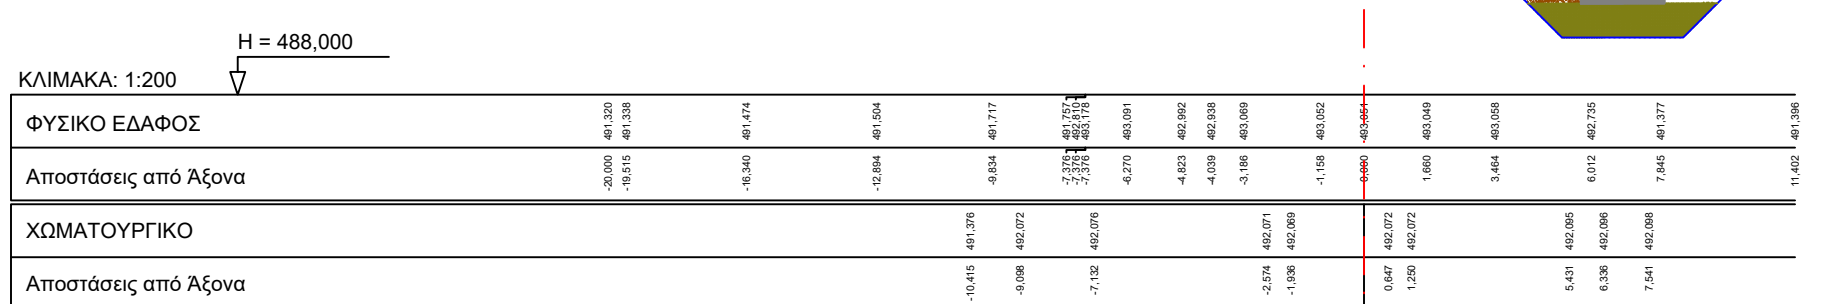 H = 488,000
ΚΛΙΜΑΚΑ: 1:200
ΦΥΣΙΚΟ ΕΔΑΦΟΣ 491,320 491,338 491,474 491,504 491,717 491,757 492,810 493,178 493,091 492,992 492,938 493,069 493,052 493,051 493,049 493,058 492,735 491,377 491,396
Αποστάσεις από Άξονα -20,000 -19,515 -16,340 -12,894 -9,834 -7,376 -7,376 -7,376 -6,270 -4,823 -4,039 -3,186 -1,158 0,000 1,660 3,464 6,012 7,845 11,402
ΧΩΜΑΤΟΥΡΓΙΚΟ 491,376 492,072 492,076 492,071 492,069 492,072 492,072 492,095 492,096 492,098
Αποστάσεις από Άξονα -10,415 -9,098 -7,132 -2,574 -1,936 0,647 1,250 5,431 6,336 7,541